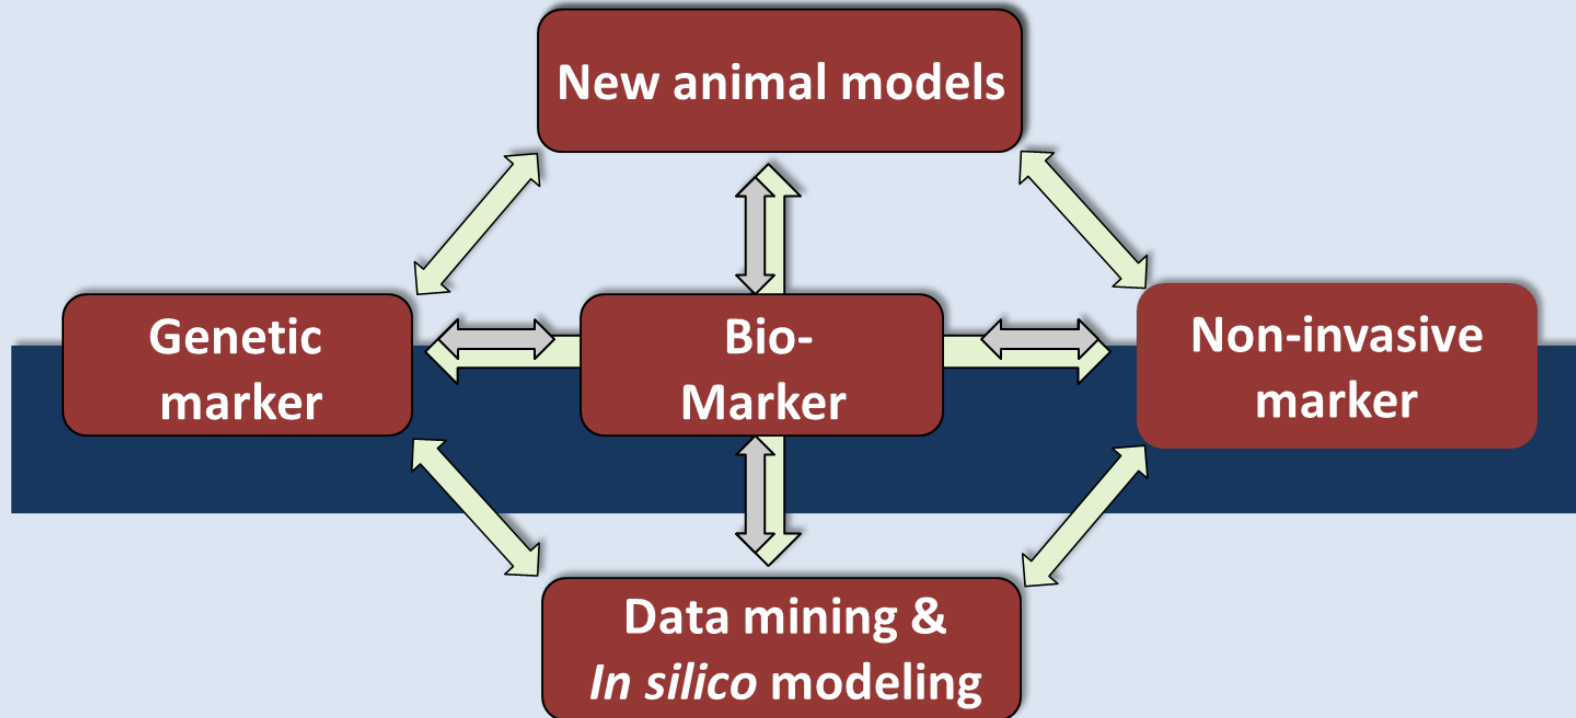 New animal models
Genetic
marker
Bio-
Marker
Non-invasive
marker
Data mining &
In silico modeling